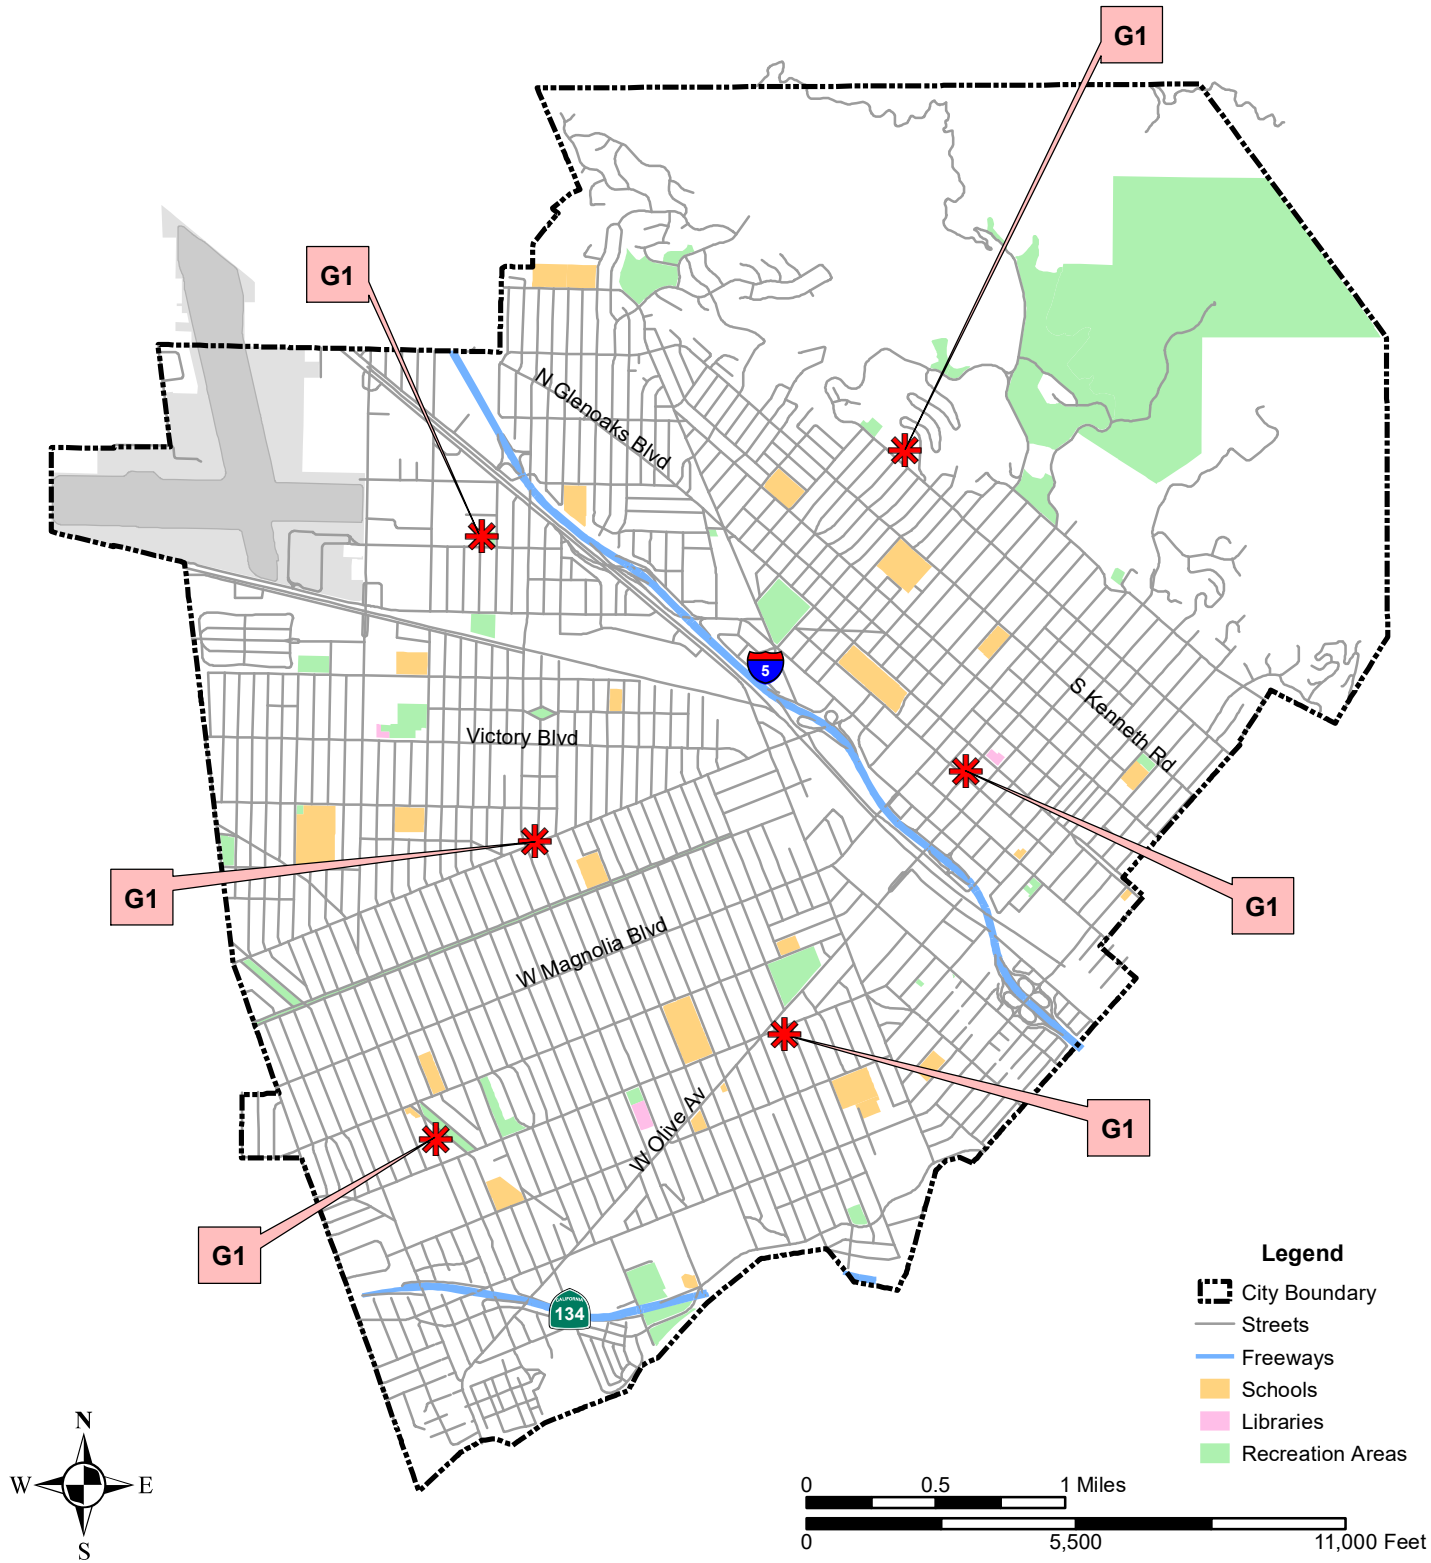 G1
G1
N Glenoaks Blvd
5
S Kenneth Rd
Victory Blvd
G1
G1
W Magnolia Blvd
W Olive Av
G1
G1
CALIFORNIA
134
Legend
City Boundary
Streets
Freeways
Schools
Libraries
Recreation Areas
N
W E
S
0 0.5 1 Miles
0 5,500 11,000 Feet